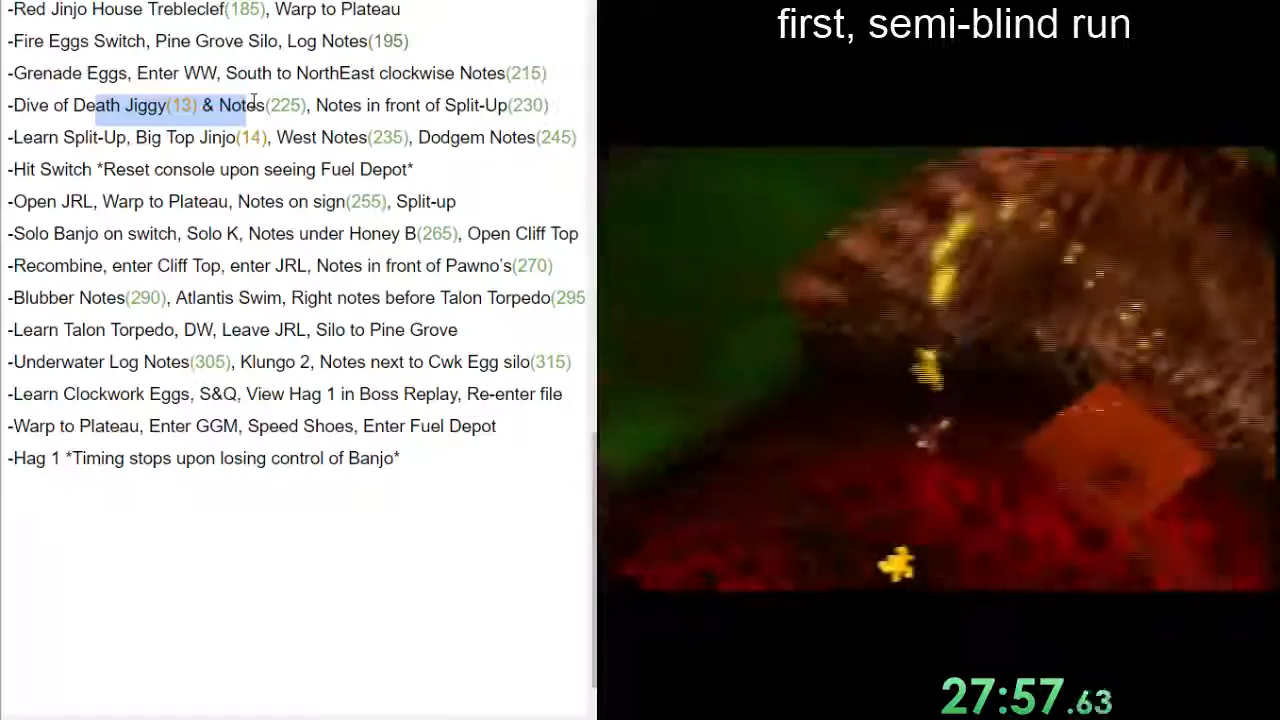 -Red Jinjo House Trebleclef(185), Warp to Plateau
-Fire Eggs Switch, Pine Grove Silo, Log Notes(195)
-Grenade Eggs, Enter WW, South to NorthEast clockwise Notes(215)
-Dive of Death Jiggy(13) & Notes(225), Notes in front of Split-Up(230)
-Learn Split-Up, Big Top Jinjo(14), West Notes(235), Dodgem Notes(245)
-Hit Switch *Reset console upon seeing Fuel Depot*
-Open JRL, Warp to Plateau, Notes on sign(255), Split-up
-Solo Banjo on switch, Solo K, Notes under Honey B(265), Open Cliff Top
-Recombine, enter Cliff Top, enter JRL, Notes in front of Pawno's(270)
-Blubber Notes(290), Atlantis Swim, Right notes before Talon Torpedo(295
-Learn Talon Torpedo, DW, Leave JRL, Silo to Pine Grove
-Underwater Log Notes(305), Klungo 2, Notes next to Cwk Egg silo(315)
-Learn Clockwork Eggs, S&Q, View Hag 1 in Boss Replay, Re-enter file
-Warp to Plateau, Enter GGM, Speed Shoes, Enter Fuel Depot
-Hag 1 *Timing stops upon losing control of Banjo*
first, semi-blind run
27:57.63